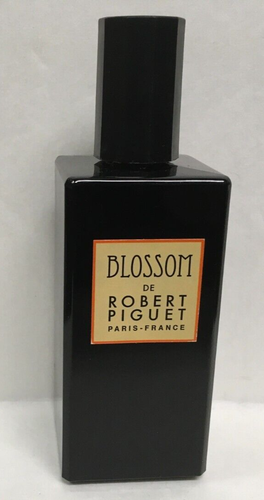 BLOSSOM
DE
ROBERT
PIGUET
PARIS-FRANCE